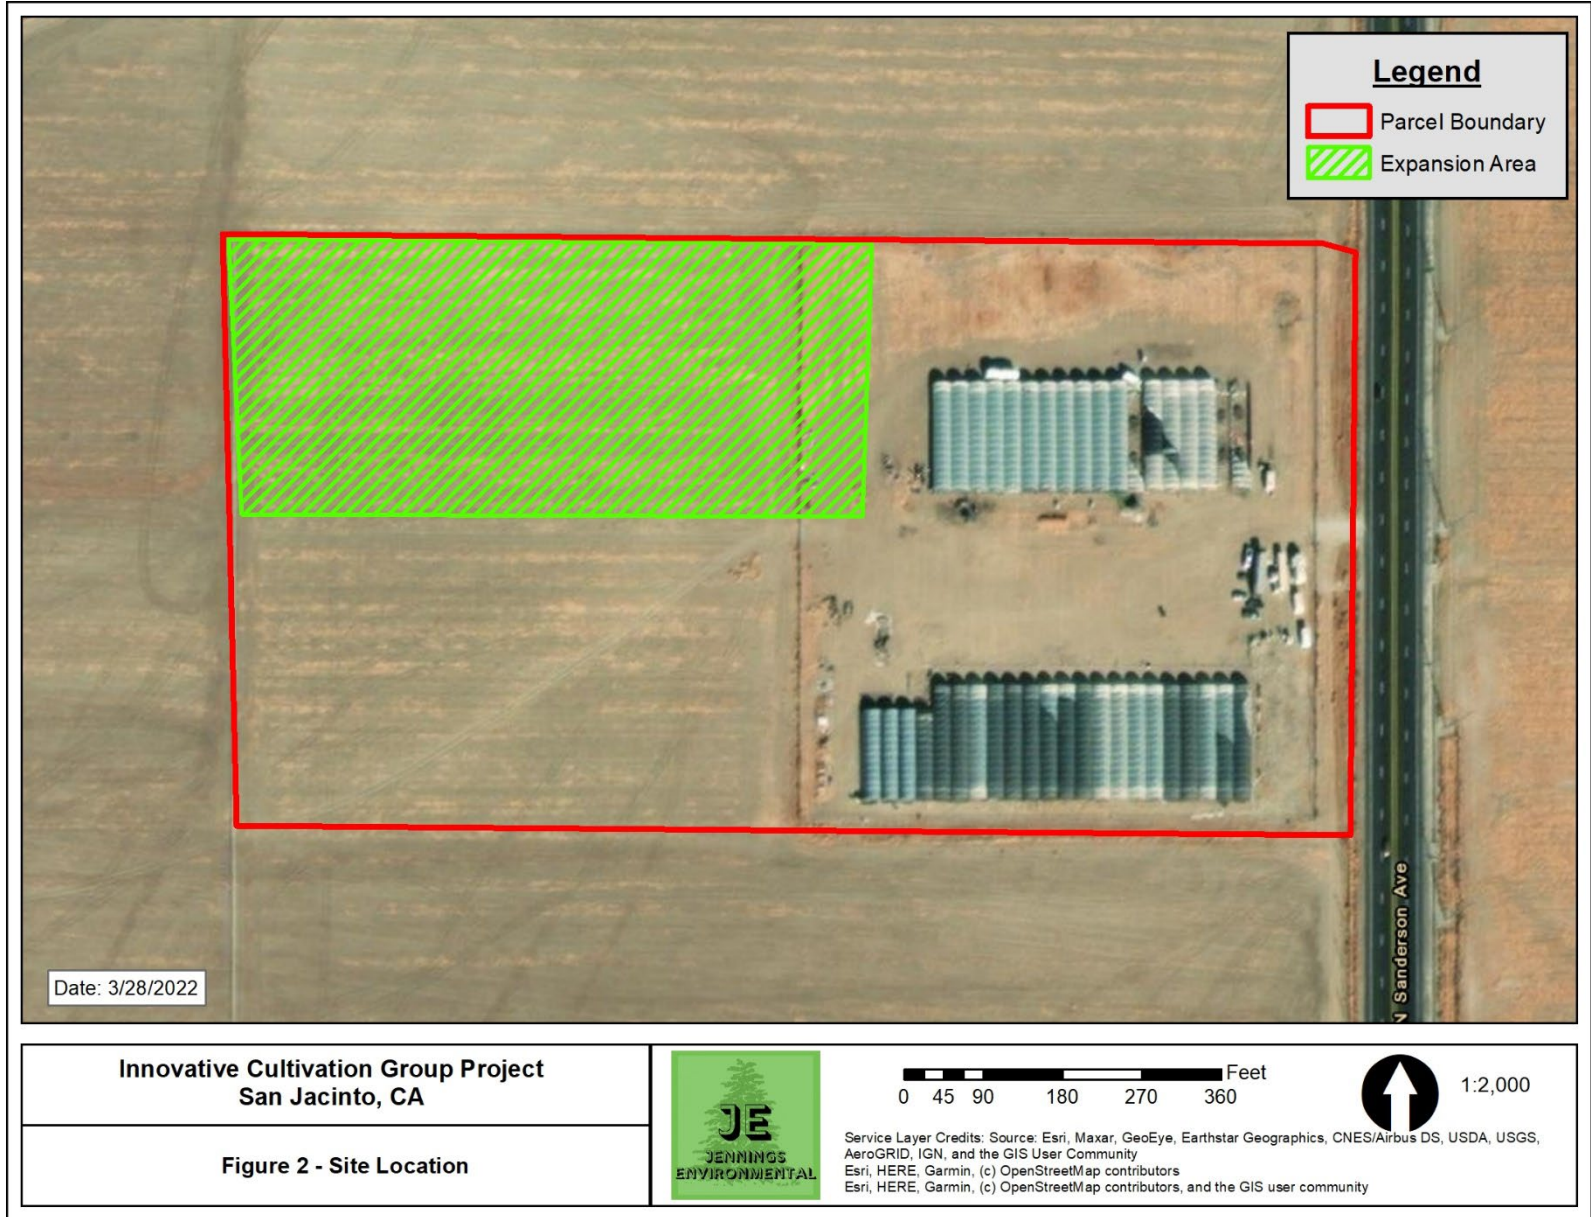 Legend
Parcel Boundary
Expansion Area
N Sanderson Ave
Date: 3/28/2022
Innovative Cultivation Group Project
San Jacinto, CA
Figure 2 - Site Location
JE
JENNINGS
ENVIRONMENTAL
Feet
0 45 90 180 270 360
1:2,000
Service Layer Credits: Source: Esri, Maxar, GeoEye, Earthstar Geographics, CNES/Airbus DS, USDA, USGS,
AeroGRID, IGN, and the GIS User Community
Esri, HERE, Garmin, (c) OpenStreetMap contributors
Esri, HERE, Garmin, (c) OpenStreetMap contributors, and the GIS user community